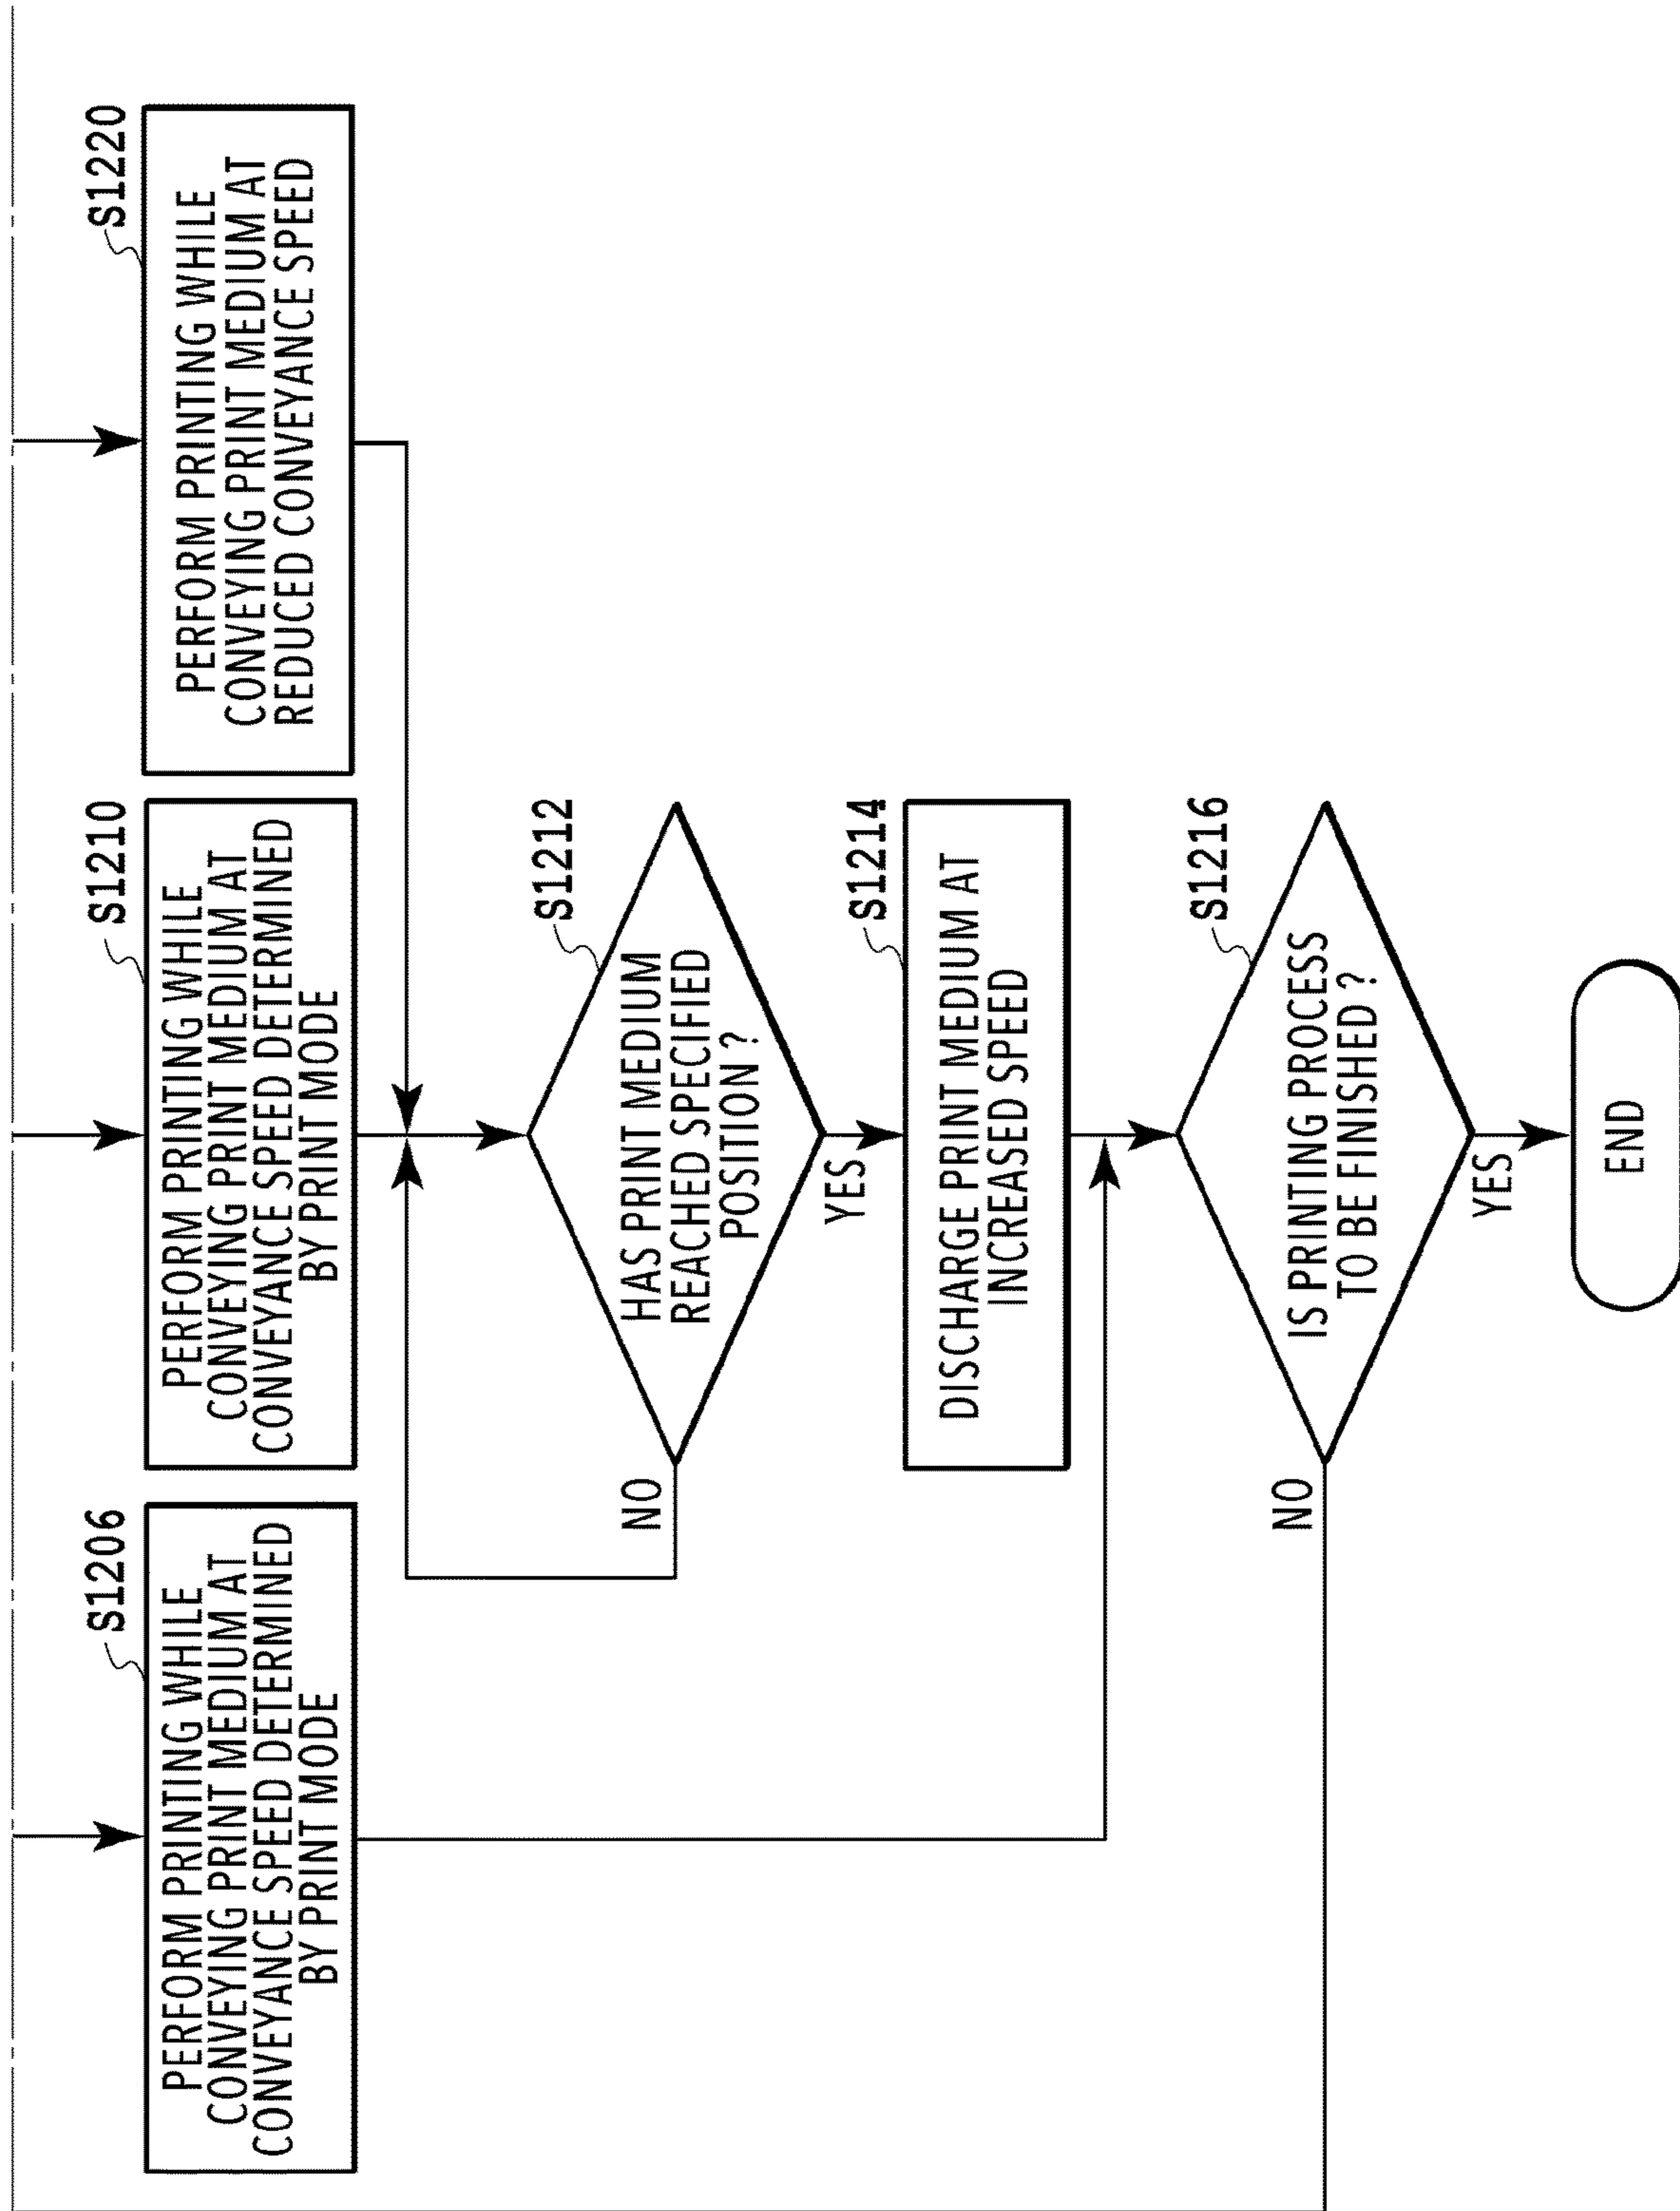 S1206
PERFORM PRINTING WHILE
CONVEYING PRINT MEDIUM AT
CONVEYANCE SPEED DETERMINED
BY PRINT MODE
S1210
PERFORM PRINTING WHILE
CONVEYING PRINT MEDIUM AT
CONVEYANCE SPEED DETERMINED
BY PRINT MODE
S1220
PERFORM PRINTING WHILE
CONVEYING PRINT MEDIUM AT
REDUCED CONVEYANCE SPEED
S1212
HAS PRINT MEDIUM
REACHED SPECIFIED
POSITION ?
NO
YES
S1214
DISCHARGE PRINT MEDIUM AT
INCREASED SPEED
S1216
IS PRINTING PROCESS
TO BE FINISHED ?
NO
YES
END